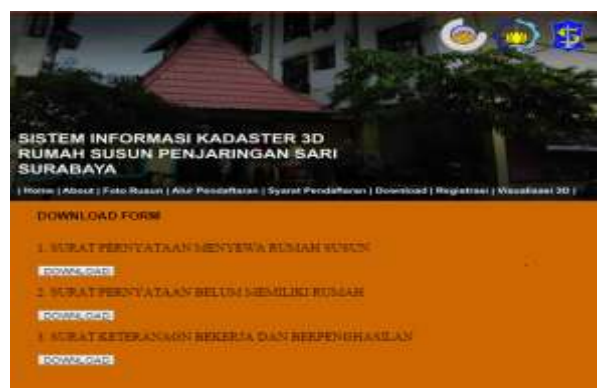 SISTEM INFORMASI KADASTER 3D
RUMAH SUSUN PENJARINGAN SARI
SURABAYA
| Home | About | Foto Rusun | Alur Pendaftaran | Syarat Pendaftaran | Download | Registrasi | Visualisasi 3D |
DOWNLOAD FORM
1. SURAT PERNYATAAN MENYEWA RUMAH SUSUN
DOWNLOAD
2. SURAT PERNYATAAN BELUM MEMILIKI RUMAH
DOWNLOAD
3. SURAT KETERANAGN BEKERJA DAN BERPENGHASILAN
DOWNLOAD